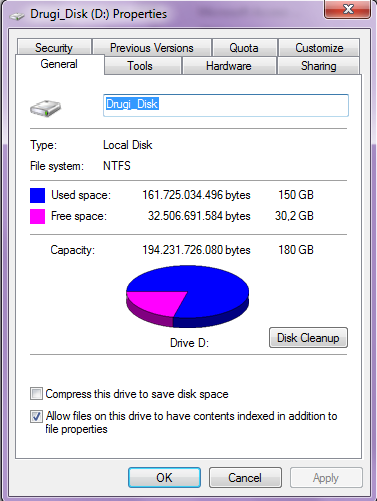 Drugi_Disk (D:) Properties
Security Previous Versions Quota Customize
General Tools Hardware Sharing
Drugi_Disk
Type: Local Disk
File system: NTFS
Used space: 161.725.034.496 bytes 150 GB
Free space: 32.506.691.584 bytes 30,2 GB
Capacity: 194.231.726.080 bytes 180 GB
Drive D:
Disk Cleanup
Compress this drive to save disk space
Allow files on this drive to have contents indexed in addition to
file properties
OK Cancel Apply